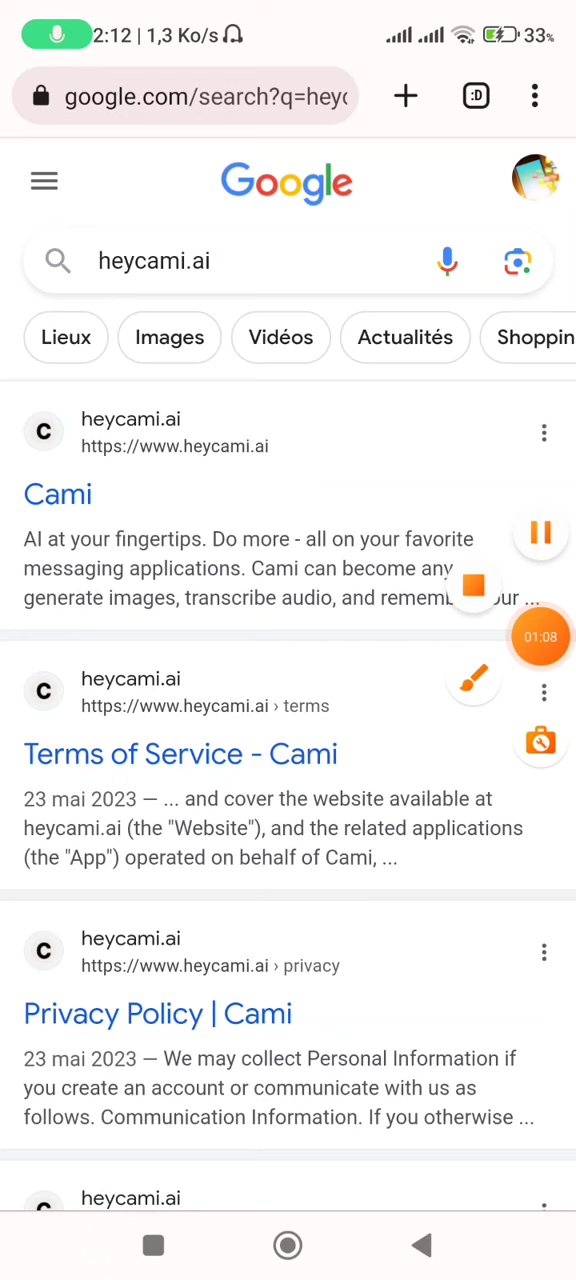 2:12 | 1,3 Ko/s
33%
google.com/search?q=hey
:D
Google
heycami.ai
Lieux
Images
Vidéos
Actualités
Shoppin
C
heycami.ai
https://www.heycami.ai
Cami
AI at your fingertips. Do more - all on your favorite
messaging applications. Cami can become any
generate images, transcribe audio, and ...
01:08
C
heycami.ai
https://www.heycami.ai › terms
Terms of Service - Cami
23 mai 2023 — ... and cover the website available at
heycami.ai (the "Website"), and the related applications
(the "App") operated on behalf of Cami, ...
C
heycami.ai
https://www.heycami.ai › privacy
Privacy Policy | Cami
23 mai 2023 — We may collect Personal Information if
you create an account or communicate with us as
follows. Communication Information. If you otherwise ...
heycami.ai